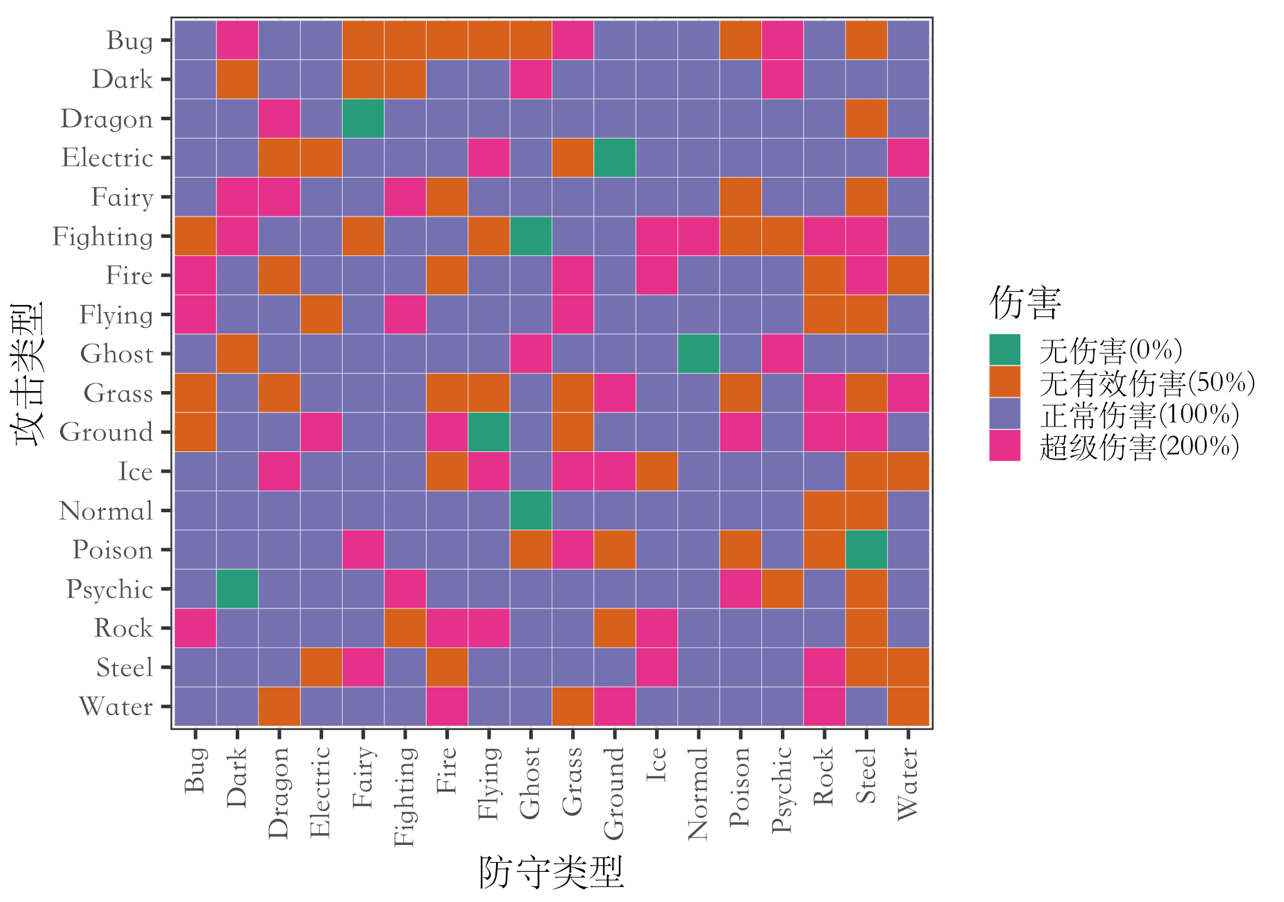 Bug
Dark
Dragon
Electric
Fairy
Fighting
Fire
Flying
Ghost
Grass
Ground
Ice
Normal
Poison
Psychic
Rock
Steel
Water
攻击类型
Bug
Dark
Dragon
Electric
Fairy
Fighting
Fire
Flying
Ghost
Grass
Ground
Ice
Normal
Poison
Psychic
Rock
Steel
Water
防守类型
伤害
无伤害(0%)
无有效伤害(50%)
正常伤害(100%)
超级伤害(200%)